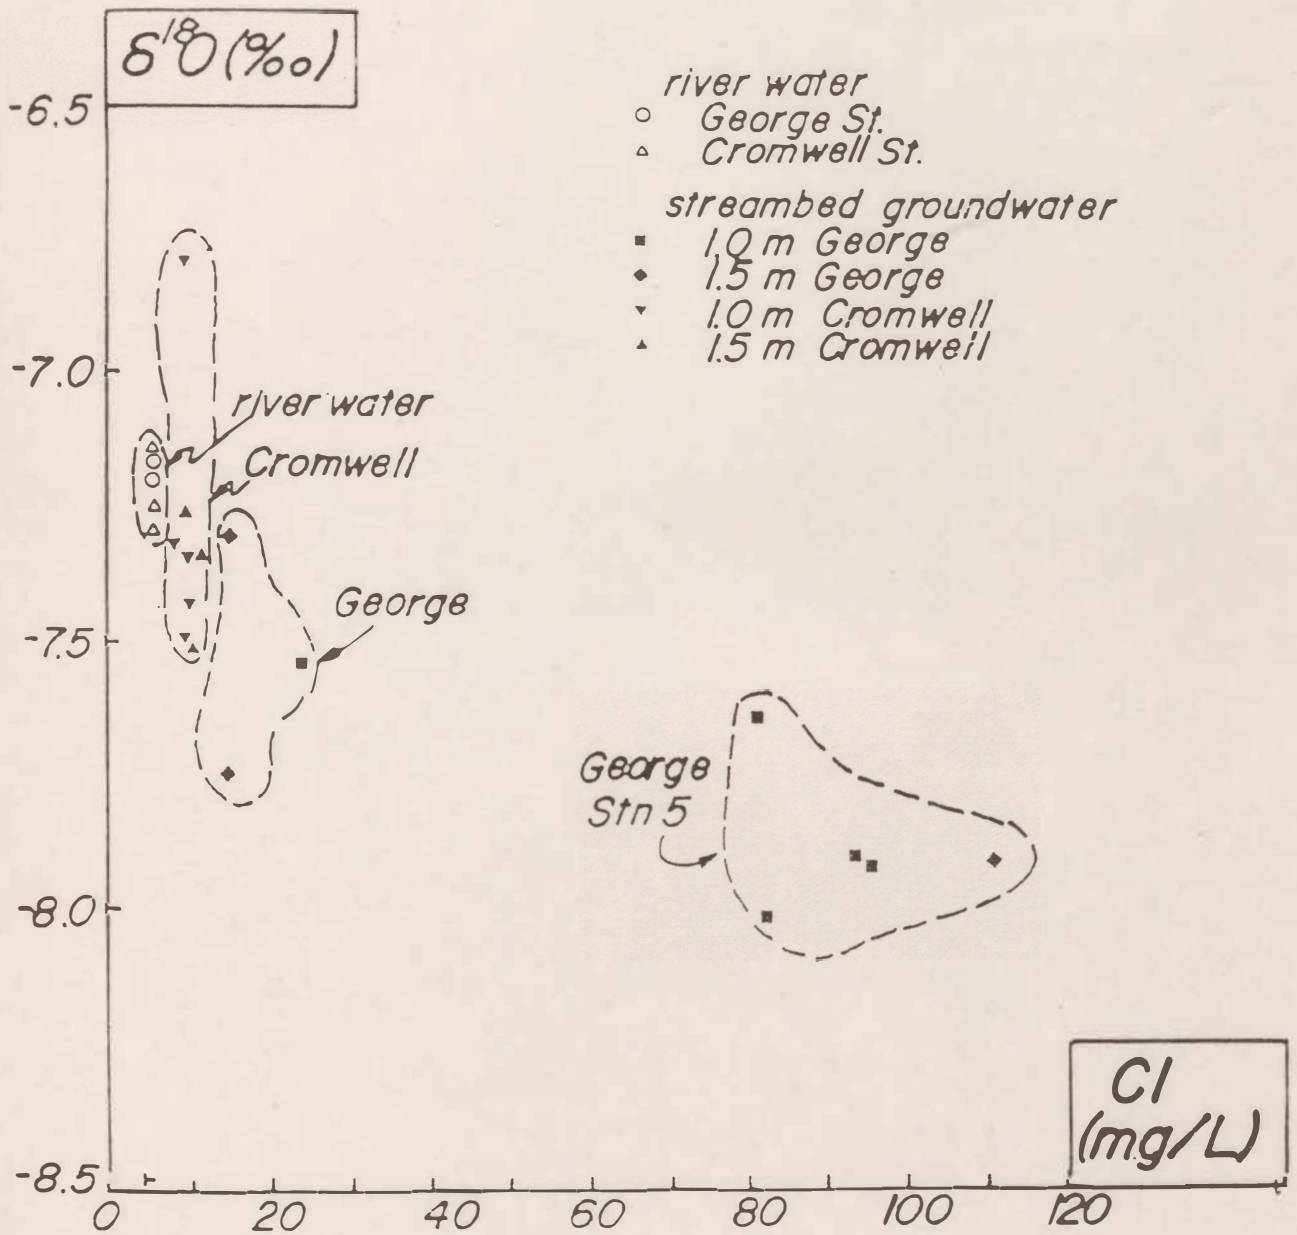 δ¹⁸O (‰)
-6.5
-7.0
-7.5
-8.0
-8.5
river water
George St.
Cromwell St.
streambed groundwater
1.0 m George
1.5 m George
1.0 m Cromwell
1.5 m Cromwell
river water
Cromwell
George
George
Stn 5
Cl
(mg/L)
0 20 40 60 80 100 120